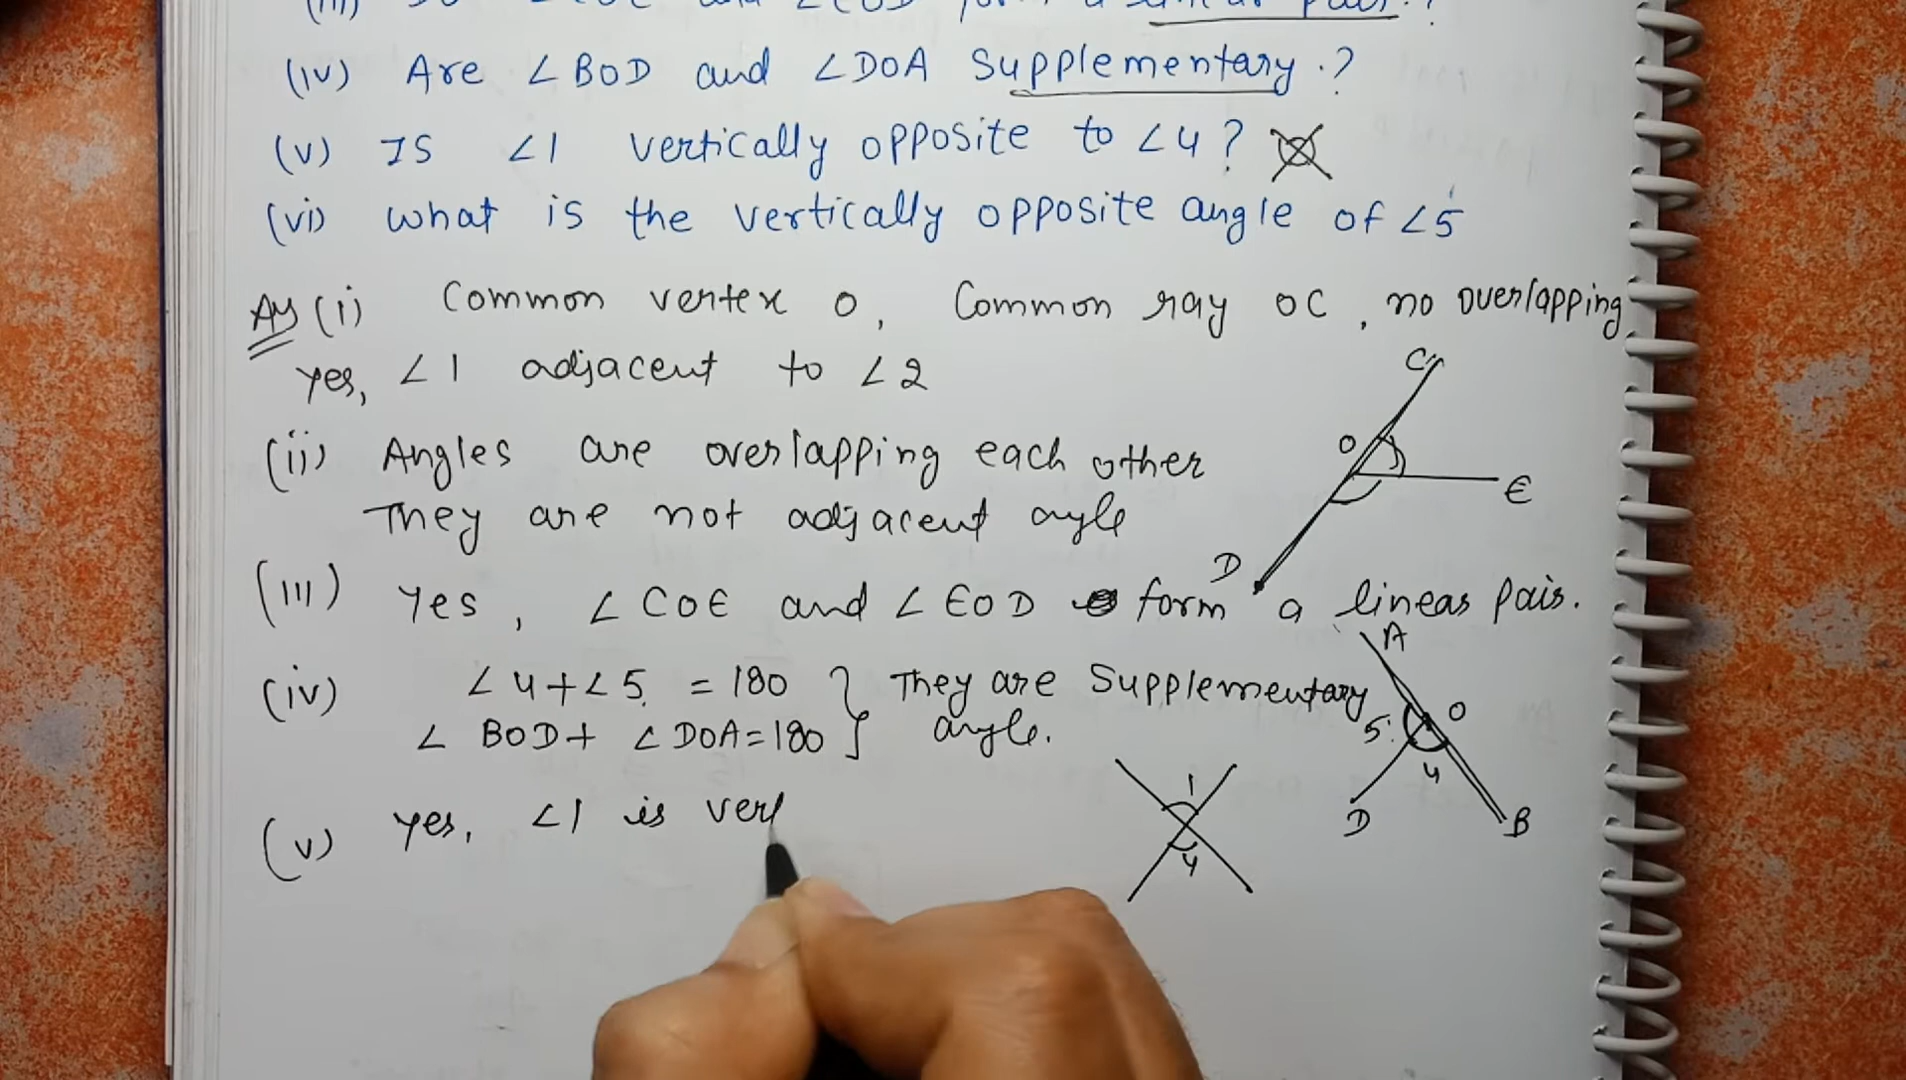 (iv) Are ∠BOD and ∠DOA Supplementary.?
(v) Is ∠1 vertically opposite to ∠4?
(vi) what is the vertically opposite angle of ∠5
(i) Common vertex O, Common ray OC, no overlapping
yes, ∠1 adjacent to ∠2
C
O
E
D
(ii) Angles are overlapping each other
They are not adjacent
(iii) Yes, ∠COE and ∠EOD form a linear pair.
A
(iv) ∠4+∠5 = 180 } They are Supplementary
∠BOD + ∠DOA = 180 } angle.
O
5
4
D
B
1
4
(v) Yes, ∠1 is ver